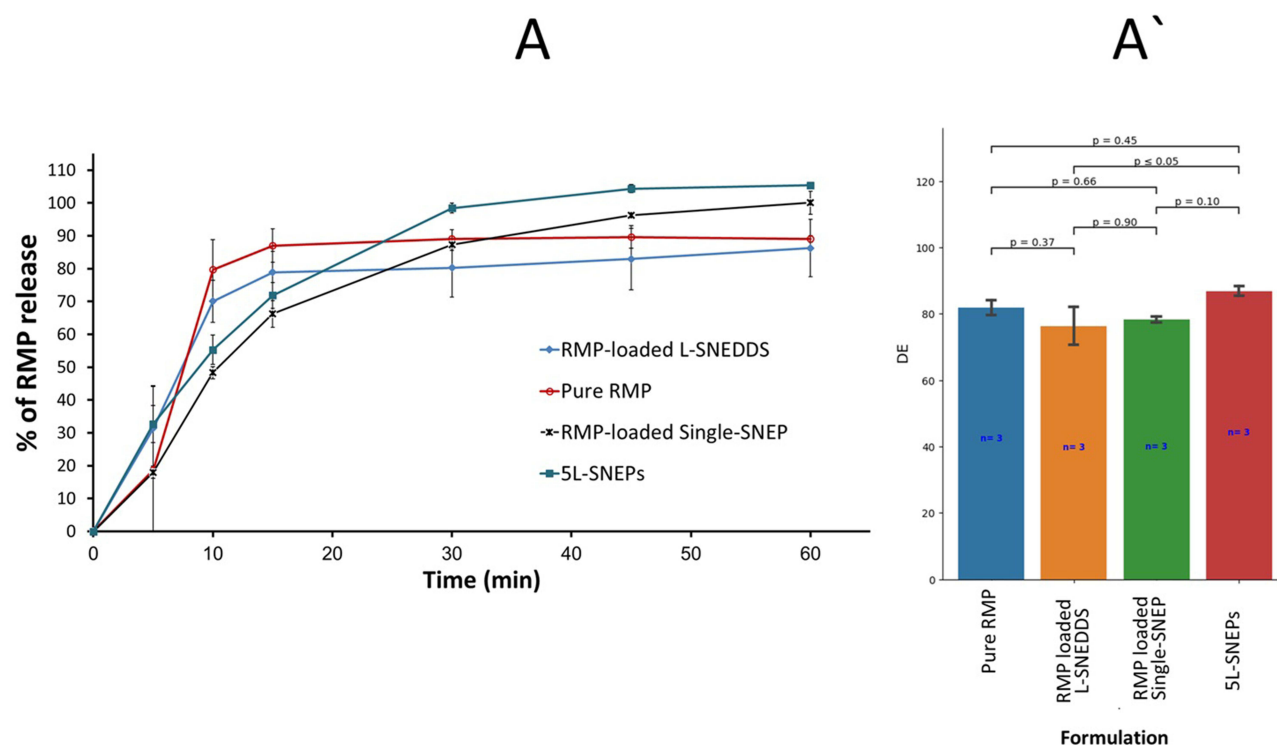 A
A`
% of RMP release
110
100
90
80
70
60
50
40
30
20
10
0
0 10 20 30 40 50 60
Time (min)
RMP-loaded L-SNEDDS
Pure RMP
RMP-loaded Single-SNEP
5L-SNEPs
p = 0.45
p ≤ 0.05
p = 0.66
p = 0.10
p = 0.90
p = 0.37
DE
120
100
80
60
40
20
0
n= 3 n= 3 n= 3 n= 3
Pure RMP
RMP loaded
L-SNEDDS
RMP loaded
Single-SNEP
5L-SNEPs
Formulation